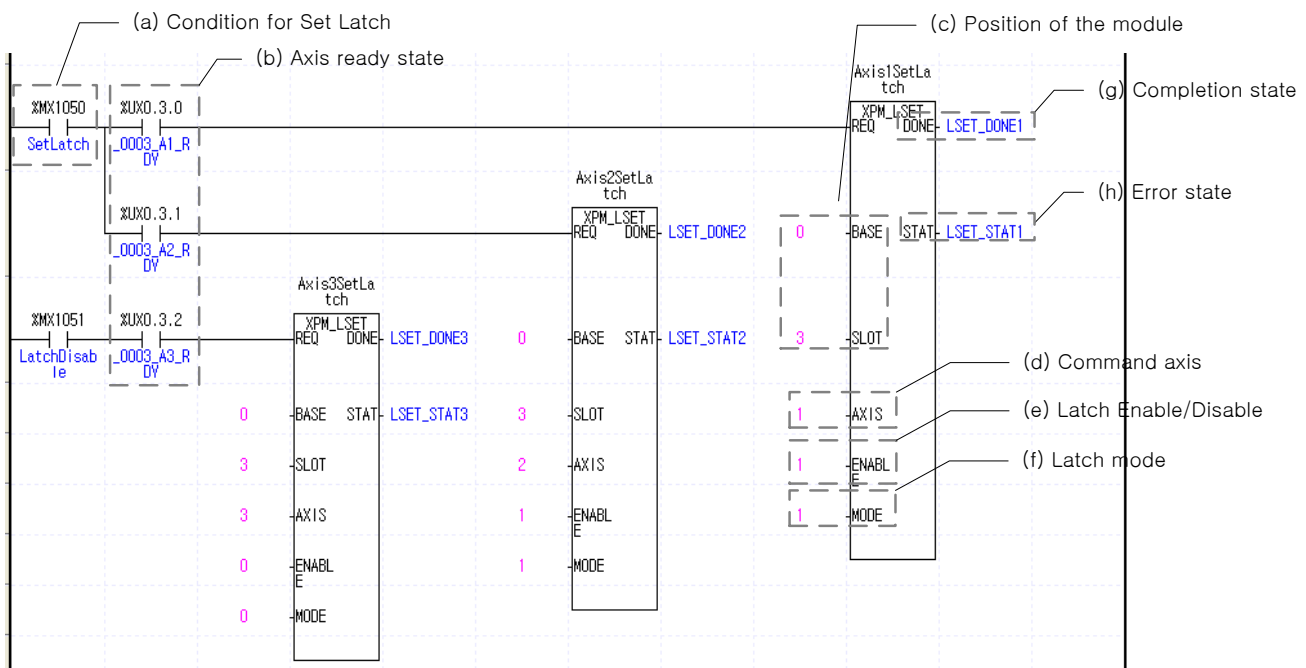 (a) Condition for Set Latch
(c) Position of the module
(b) Axis ready state
Axis1SetLa
tch
(g) Completion state
%MX1050
%UX0.3.0
XPM_LSET
REQ DONE
LSET_DONE1
SetLatch
_0003_A1_R
DY
Axis2SetLa
tch
(h) Error state
%UX0.3.1
XPM_LSET
REQ DONE
LSET_DONE2
0
BASE STAT
LSET_STAT1
_0003_A2_R
DY
Axis3SetLa
tch
%MX1051
%UX0.3.2
XPM_LSET
REQ DONE
LSET_DONE3
0
BASE STAT
LSET_STAT2
3
SLOT
LatchDisab
le
_0003_A3_R
DY
(d) Command axis
0
BASE STAT
LSET_STAT3
3
SLOT
1
AXIS
(e) Latch Enable/Disable
3
SLOT
2
AXIS
1
ENABL
E
(f) Latch mode
3
AXIS
1
ENABL
E
1
MODE
0
ENABL
E
1
MODE
0
MODE